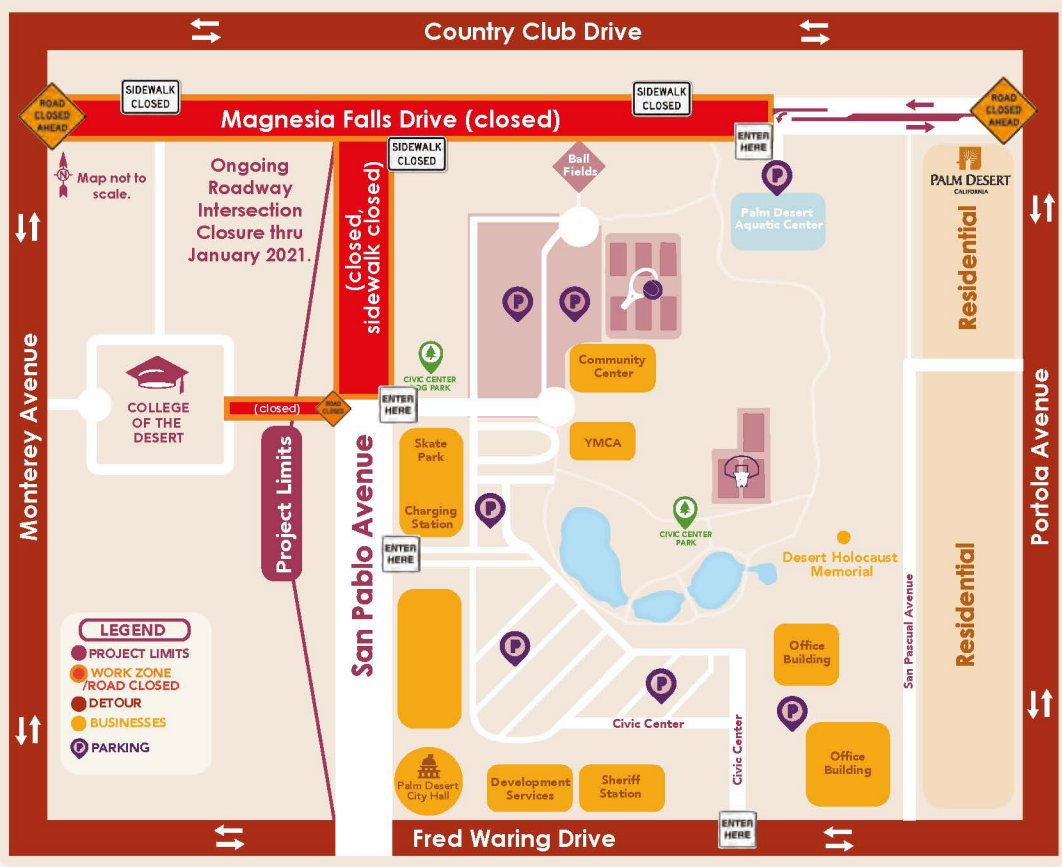 Country Club Drive
ROAD
CLOSED
AHEAD
SIDEWALK
CLOSED
Magnesia Falls Drive (closed)
SIDEWALK
CLOSED
ROAD
CLOSED
AHEAD
ENTER
HERE
SIDEWALK
CLOSED
N
Map not to
scale.
Ongoing
Roadway
Intersection
Closure thru
January 2021.
(closed,
sidewalk closed)
Ball
Fields
P
Palm Desert
Aquatic Center
PALM DESERT
CALIFORNIA
Residential
P
P
Monterey Avenue
COLLEGE
OF THE
DESERT
(closed)
ROAD
CLOSED
ENTER
HERE
CIVIC CENTER
DOG PARK
Community
Center
YMCA
Skate
Park
Charging
Station
P
Project Limits
San Pablo Avenue
ENTER
HERE
CIVIC CENTER
PARK
Desert Holocaust
Memorial
Portola Avenue
Residential
San Pascual Avenue
LEGEND
PROJECT LIMITS
WORK ZONE
/ROAD CLOSED
DETOUR
BUSINESSES
P PARKING
P
P
Civic Center
Civic Center
Office
Building
P
Office
Building
Palm Desert
City Hall
Development
Services
Sheriff
Station
ENTER
HERE
Fred Waring Drive